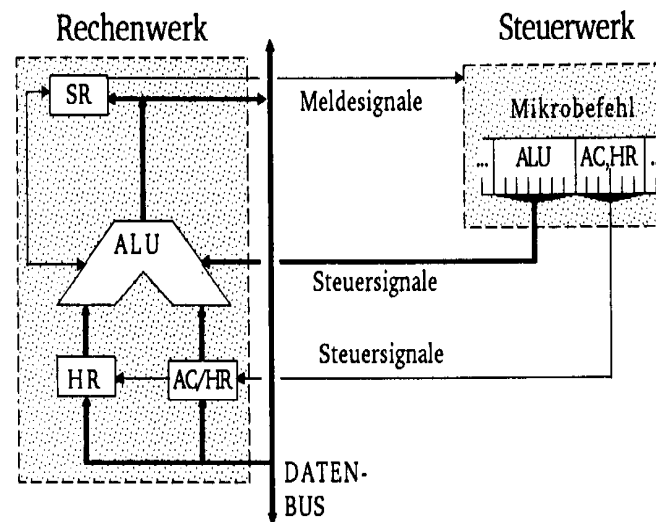 Rechenwerk
Steuerwerk
SR
Meldesignale
Mikrobefehl
... ALU AC,HR ..
ALU
Steuersignale
Steuersignale
HR
AC/HR
DATEN-
BUS